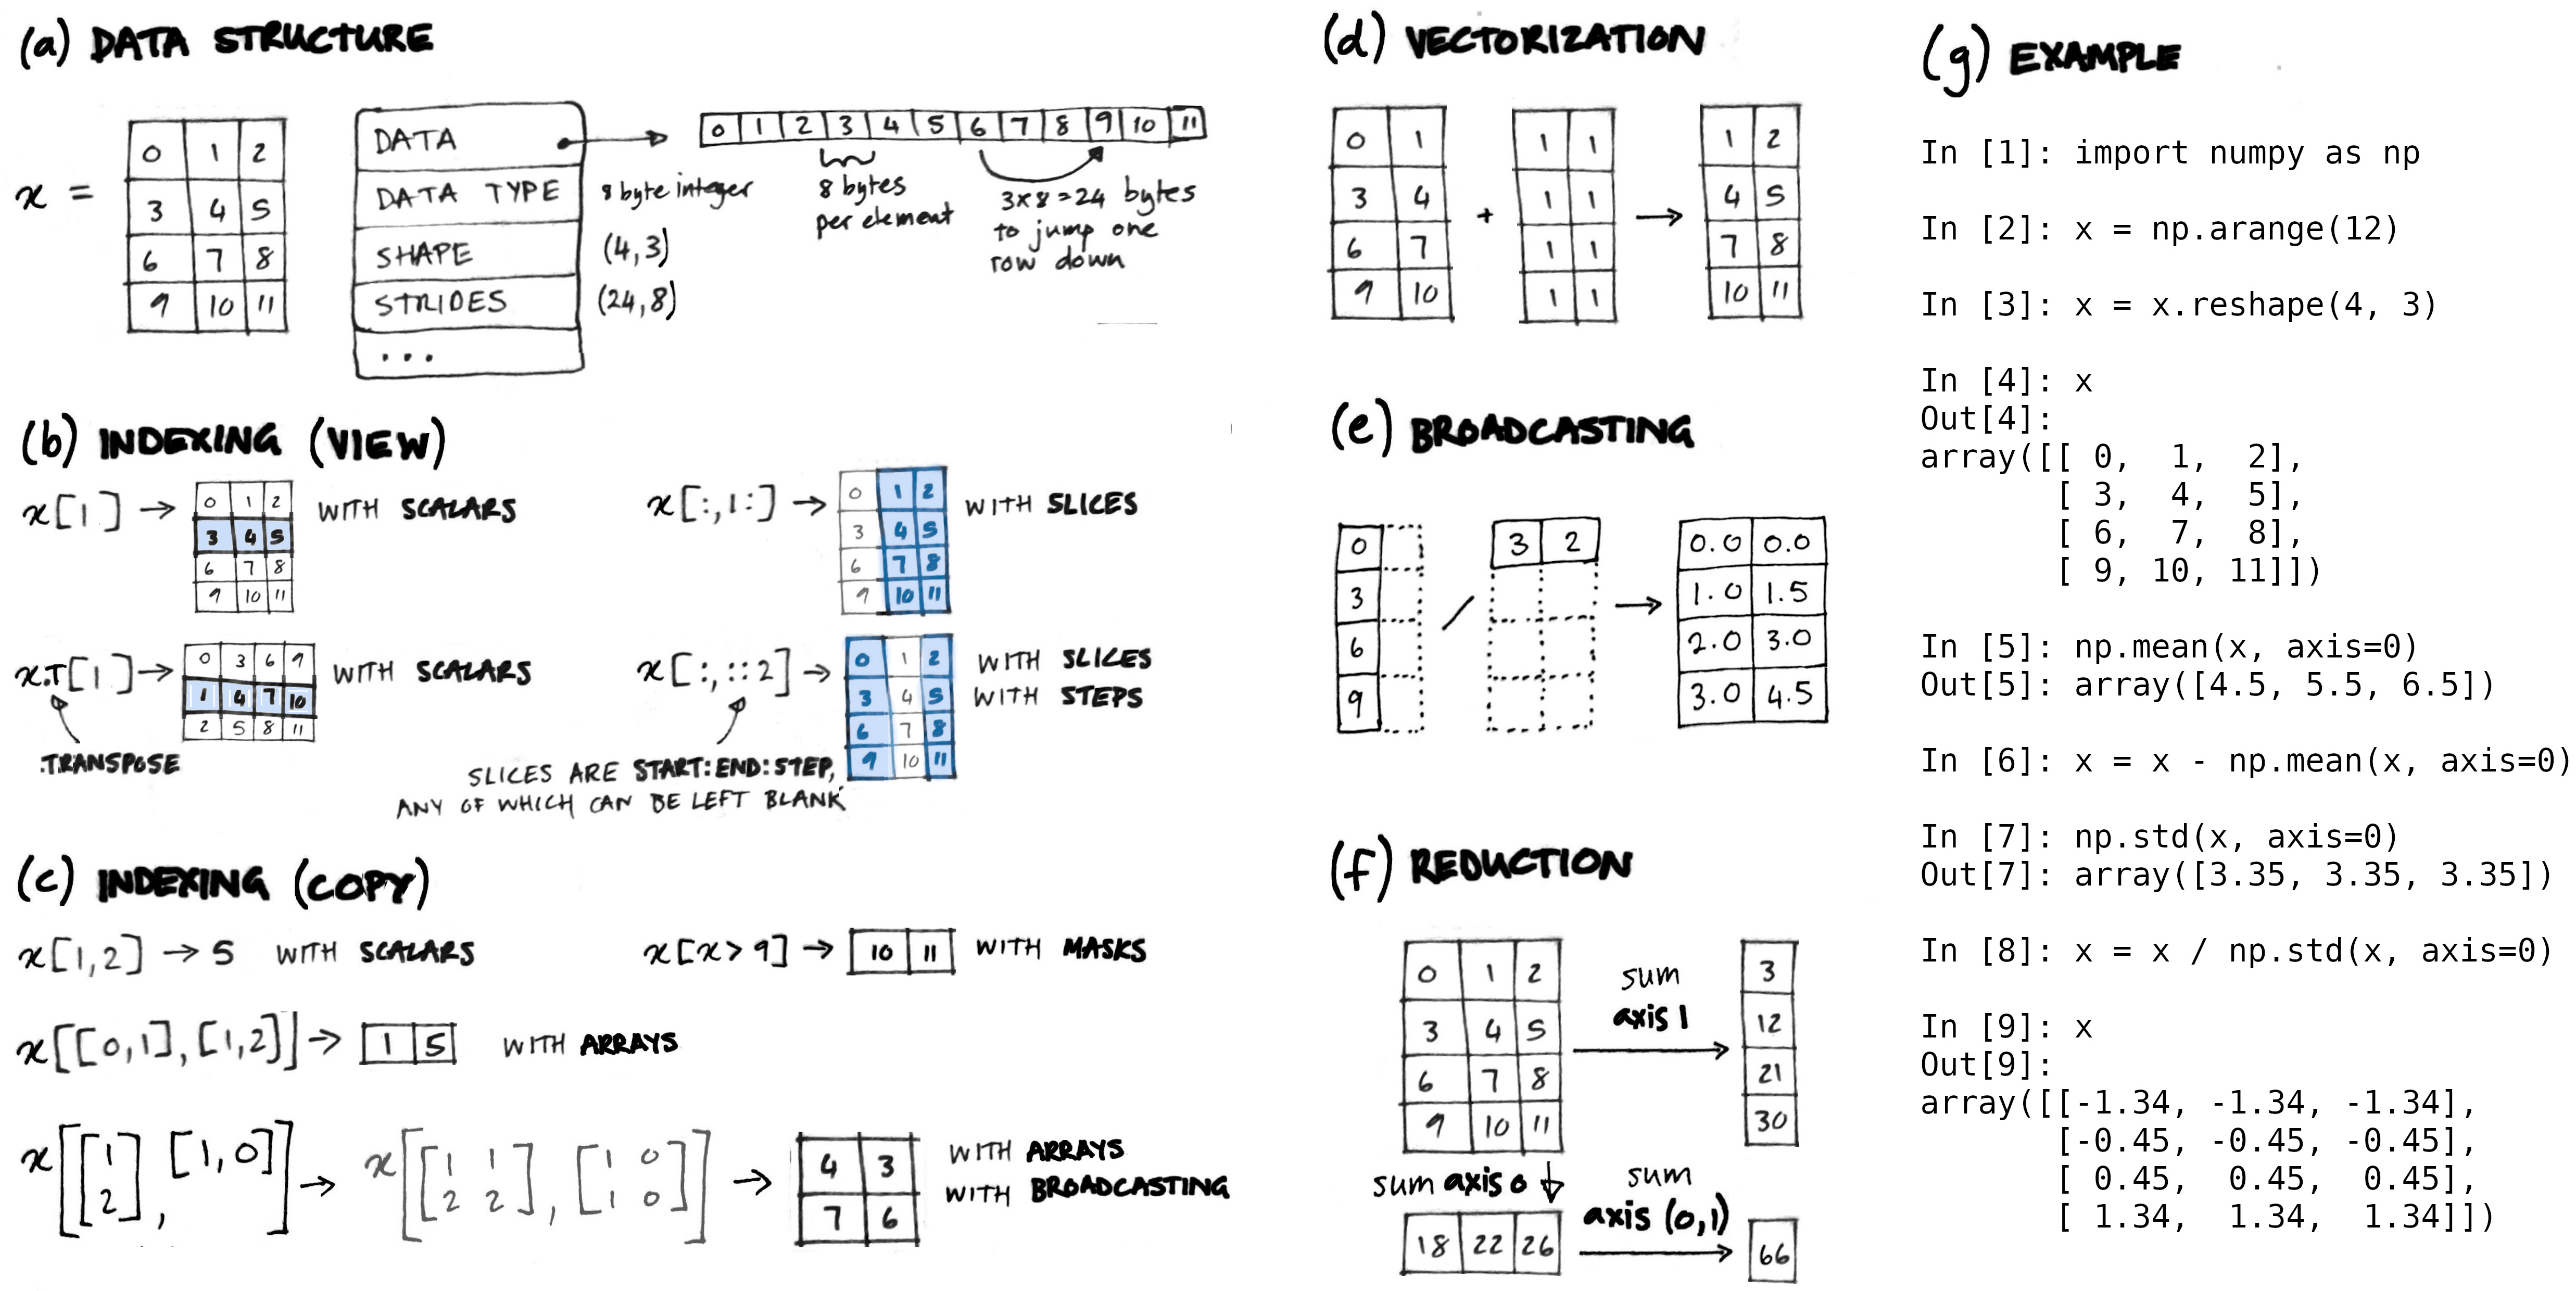 (a) DATA STRUCTURE
x =
0 1 2
3 4 5
6 7 8
9 10 11
DATA
DATA TYPE
SHAPE
STRIDES
...
8 byte integer
(4,3)
(24,8)
0 1 2 3 4 5 6 7 8 9 10 11
8 bytes
per element
3x8=24 bytes
to jump one
row down
(b) INDEXING (VIEW)
x[1] →
0 1 2
3 4 5
6 7 8
9 10 11
WITH SCALARS
x[:,1:] →
0 1 2
3 4 5
6 7 8
9 10 11
WITH SLICES
x.T[1] →
0 3 6 9
1 4 7 10
2 5 8 11
WITH SCALARS
TRANSPOSE
x[:,::2] →
0 1 2
3 4 5
6 7 8
9 10 11
WITH SLICES
WITH STEPS
SLICES ARE START:END:STEP,
ANY OF WHICH CAN BE LEFT BLANK
(c) INDEXING (COPY)
x[1,2] → 5 WITH SCALARS
x[x>9] → 10 11 WITH MASKS
x[[0,1],[1,2]] → 1 5 WITH ARRAYS
x[[1 2], [1,0]] → x[[1 1 2 2], [1 0 1 0]] →
4 3
7 6
WITH ARRAYS
WITH BROADCASTING
(d) VECTORIZATION
0 1
3 4
6 7
9 10
+
1 1
1 1
1 1
1 1
→
1 2
4 5
7 8
10 11
(e) BROADCASTING
0
3
6
9
/
3 2
→
0.0 0.0
1.0 1.5
2.0 3.0
3.0 4.5
(f) REDUCTION
0 1 2
3 4 5
6 7 8
9 10 11
sum
axis 1
3
12
21
30
sum axis 0 ↓
18 22 26
sum
axis (0,1)
66
(g) EXAMPLE
In [1]: import numpy as np
In [2]: x = np.arange(12)
In [3]: x = x.reshape(4, 3)
In [4]: x
Out[4]:
array([[ 0, 1, 2],
[ 3, 4, 5],
[ 6, 7, 8],
[ 9, 10, 11]])
In [5]: np.mean(x, axis=0)
Out[5]: array([4.5, 5.5, 6.5])
In [6]: x = x - np.mean(x, axis=0)
In [7]: np.std(x, axis=0)
Out[7]: array([3.35, 3.35, 3.35])
In [8]: x = x / np.std(x, axis=0)
In [9]: x
Out[9]:
array([[-1.34, -1.34, -1.34],
[-0.45, -0.45, -0.45],
[ 0.45, 0.45, 0.45],
[ 1.34, 1.34, 1.34]])